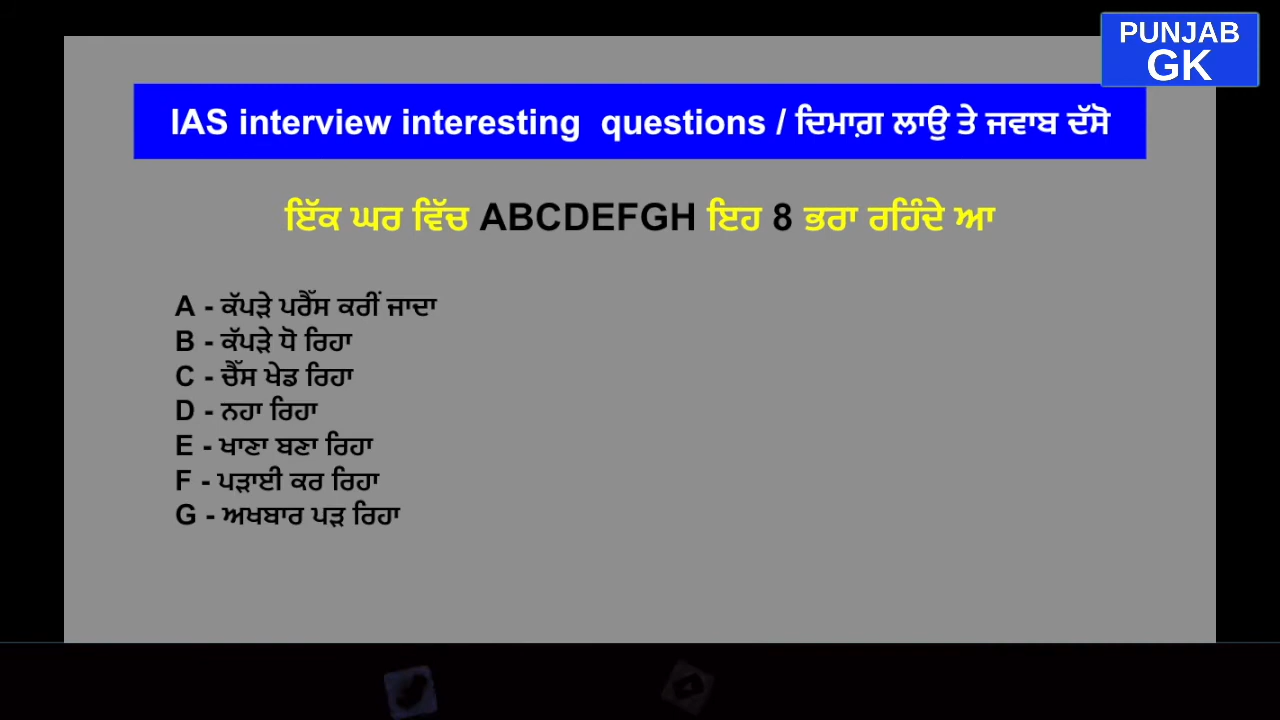 PUNJAB
GK
IAS interview interesting questions / ਦਿਮਾਗ਼ ਲਾਉ ਤੇ ਜਵਾਬ ਦੱਸੋ
ਇੱਕ ਘਰ ਵਿੱਚ ABCDEFGH ਇਹ 8 ਭਰਾ ਰਹਿੰਦੇ ਆ
A - ਕੱਪੜੇ ਪਰੈੱਸ ਕਰੀਂ ਜਾਦਾ
B - ਕੱਪੜੇ ਧੋ ਰਿਹਾ
C - ਚੈੱਸ ਖੇਡ ਰਿਹਾ
D - ਨਹਾ ਰਿਹਾ
E - ਖਾਣਾ ਬਣਾ ਰਿਹਾ
F - ਪੜਾਈ ਕਰ ਰਿਹਾ
G - ਅਖਬਾਰ ਪੜ ਰਿਹਾ